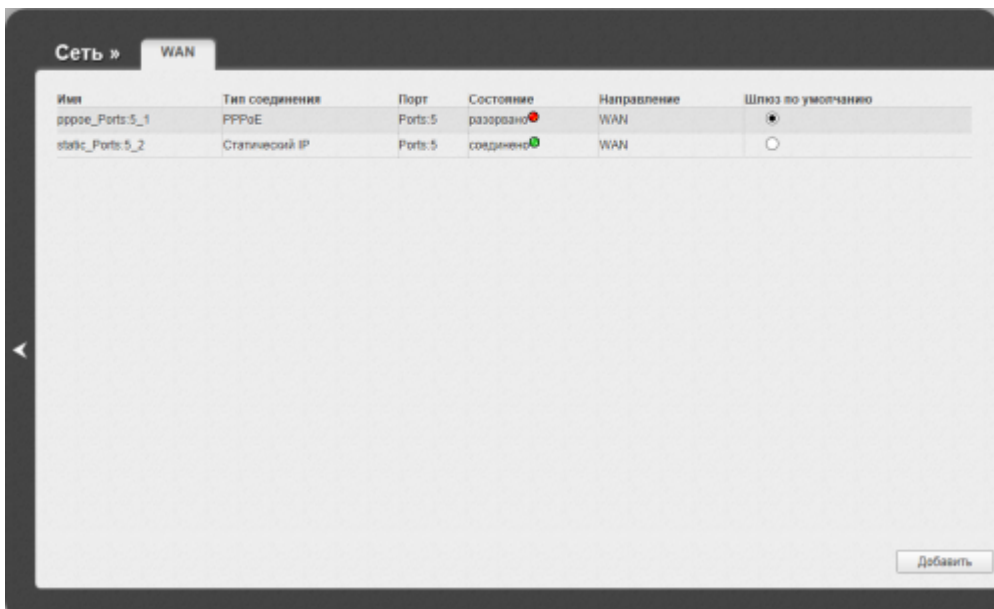 Сеть » WAN
Имя Тип соединения Порт Состояние Направление Шлюз по умолчанию
pppoe_Ports:5_1 PPPoE Ports:5 разорвано WAN
static_Ports:5_2 Статический IP Ports:5 соединено WAN
Добавить